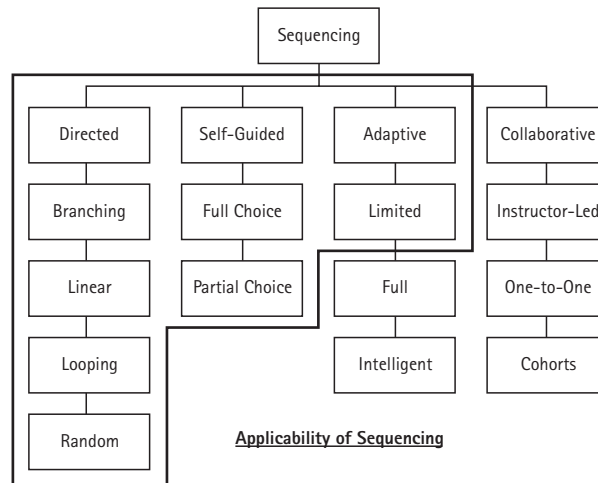 Sequencing
Directed
Self-Guided
Adaptive
Collaborative
Branching
Full Choice
Limited
Instructor-Led
Linear
Partial Choice
Full
One-to-One
Looping
Intelligent
Cohorts
Random
Applicability of Sequencing